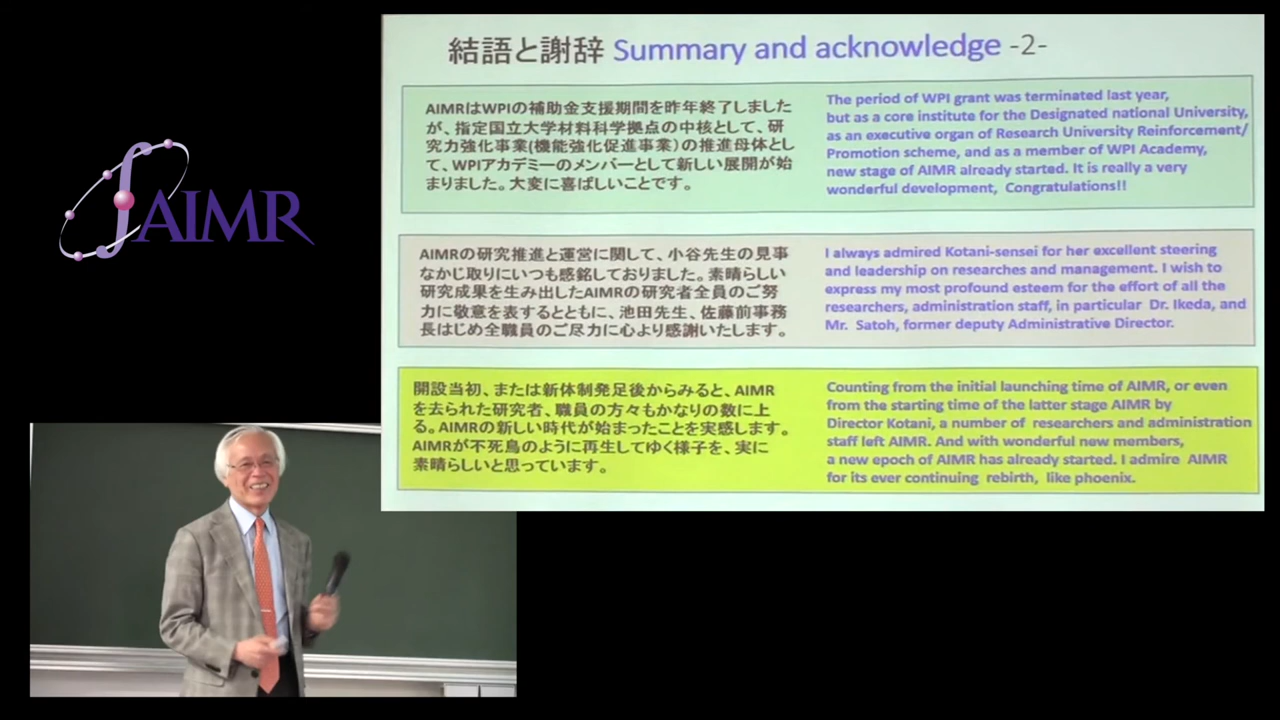 AIMR
結語と謝辞 Summary and acknowledge -2-
AIMRはWPIの補助金支援期間を昨年終了しました
が、指定国立大学材料科学拠点の中核として、研
究力強化事業(機能強化促進事業)の推進母体とし
て、WPIアカデミーのメンバーとして新しい展開が始
まりました。大変に喜ばしいことです。
The period of WPI grant was terminated last year,
but as a core institute for the Designated national University,
as an executive organ of Research University Reinforcement/
Promotion scheme, and as a member of WPI Academy,
new stage of AIMR already started. It is really a very
wonderful development, Congratulations!!
AIMRの研究推進と運営に関して、小谷先生の見事
なかじ取りにいつも感銘しておりました。素晴らしい
研究成果を生み出したAIMRの研究者全員のご努
力に敬意を表するとともに、池田先生、佐藤前事務
長はじめ全職員のご尽力に心より感謝いたします。
I always admired Kotani-sensei for her excellent steering
and leadership on researches and management. I wish to
express my most profound esteem for the effort of all the
researchers, administration staff, in particular Dr. Ikeda, and
Mr. Satoh, former deputy Administrative Director.
開設当初、または新体制発足後からみると、AIMR
を去られた研究者、職員の方々もかなりの数に上
る。AIMRの新しい時代が始まったことを実感します。
AIMRが不死鳥のように再生してゆく様子を、実に
素晴らしいと思っています。
Counting from the initial launching time of AIMR, or even
from the starting time of the latter stage AIMR by
Director Kotani, a number of researchers and administration
staff left AIMR. And with wonderful new members,
a new epoch of AIMR has already started. I admire AIMR
for its ever continuing rebirth, like phoenix.